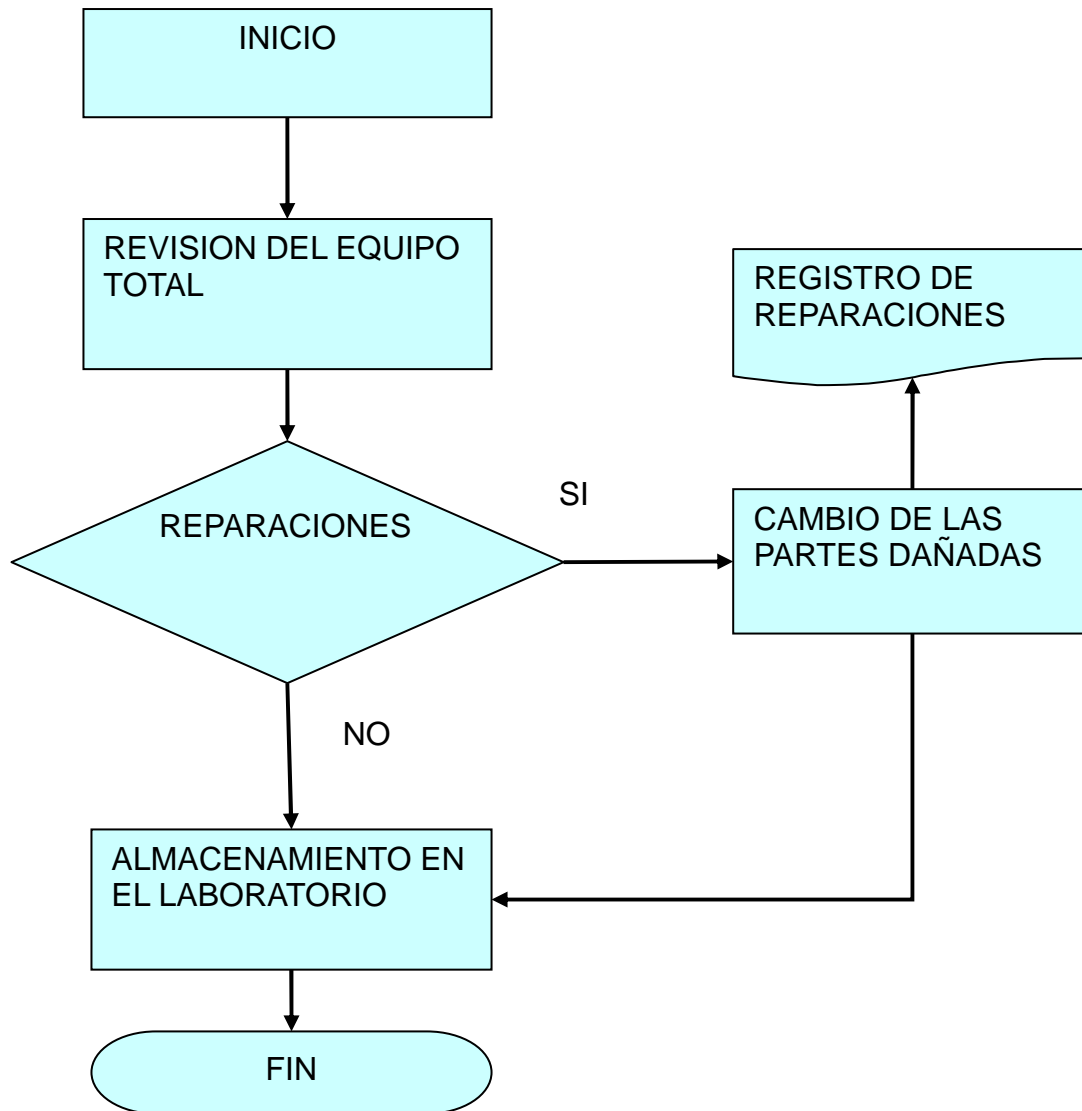 INICIO
REVISION DEL EQUIPO
TOTAL
REGISTRO DE
REPARACIONES
REPARACIONES
SI
CAMBIO DE LAS
PARTES DAÑADAS
NO
ALMACENAMIENTO EN
EL LABORATORIO
FIN